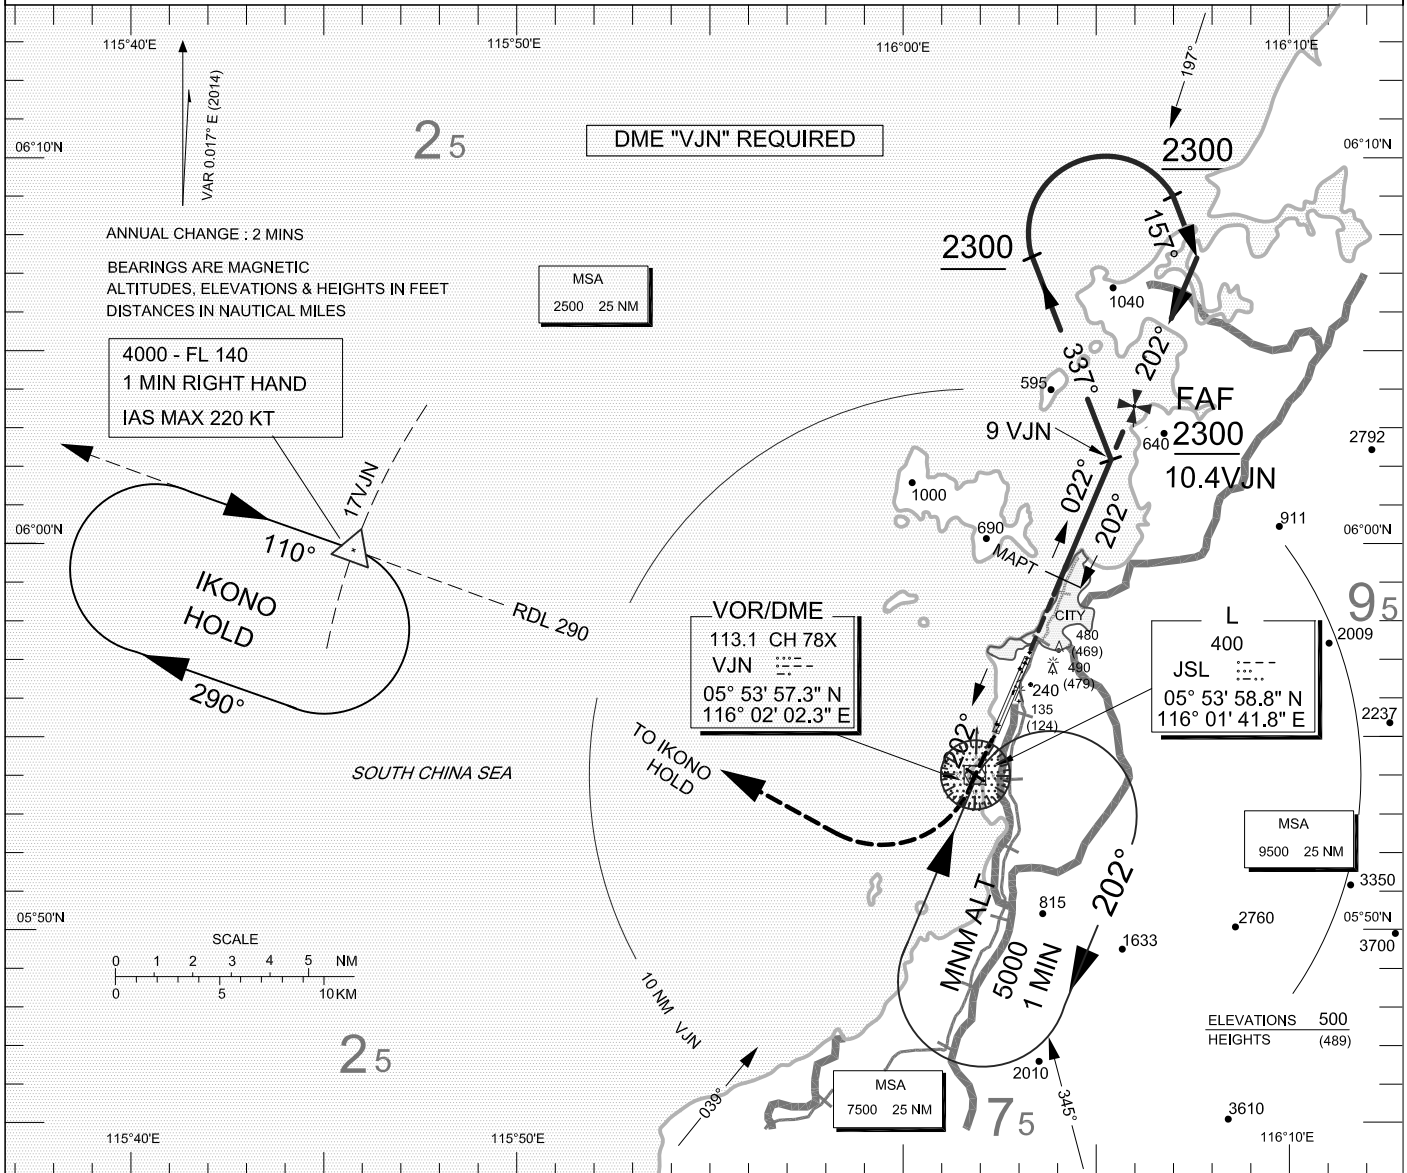 115°40'E
115°50'E
116°00'E
116°10'E
197°
06°10'N
VAR 0.017° E (2014)
25
DME "VJN" REQUIRED
2300
06°10'N
ANNUAL CHANGE : 2 MINS
BEARINGS ARE MAGNETIC
ALTITUDES, ELEVATIONS & HEIGHTS IN FEET
DISTANCES IN NAUTICAL MILES
MSA
2500 25 NM
2300
157°
1040
4000 - FL 140
1 MIN RIGHT HAND
IAS MAX 220 KT
337°
202°
595
FAF
2300
10.4VJN
640
9 VJN
2792
17VJN
1000
022°
202°
911
06°00'N
690
MAPT
06°00'N
110°
IKONO
HOLD
290°
RDL 290
VOR/DME
113.1 CH 78X
VJN
05° 53' 57.3" N
116° 02' 02.3" E
CITY
480
(469)
490
(479)
240
135
(124)
L
400
JSL
05° 53' 58.8" N
116° 01' 41.8" E
95
2009
2237
202°
TO IKONO
HOLD
SOUTH CHINA SEA
MSA
9500 25 NM
202°
MNM ALT
5000
1 MIN
815
1633
2760
3350
05°50'N
3700
05°50'N
SCALE
0 1 2 3 4 5 NM
0 5 10KM
10 NM VJN
ELEVATIONS 500
HEIGHTS (489)
25
039°
2010
MSA
7500 25 NM
75
345°
3610
115°40'E
115°50'E
116°10'E